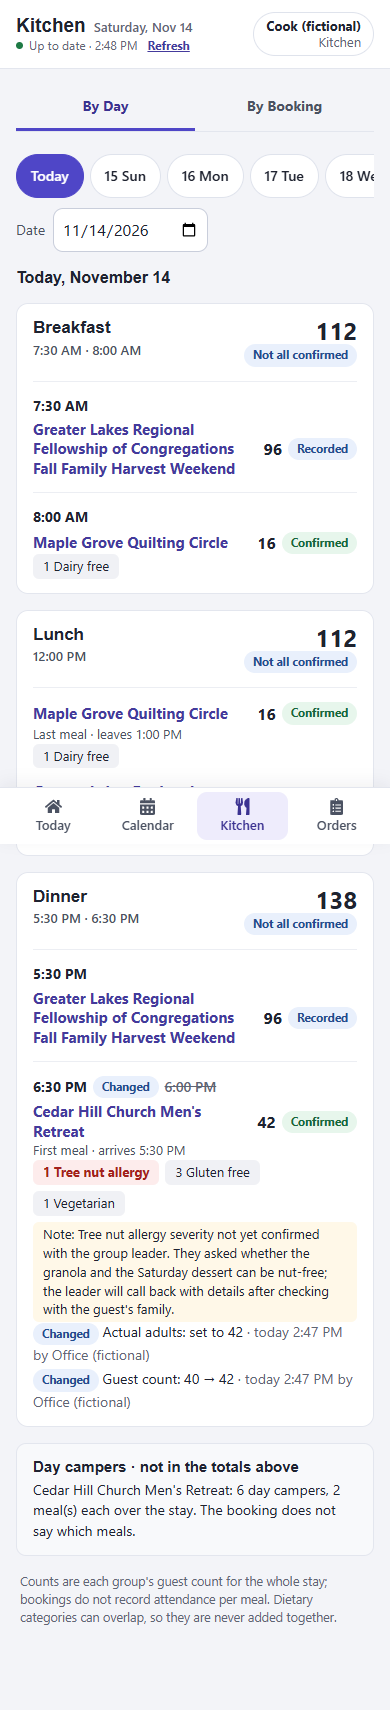 Kitchen Saturday, Nov 14
Up to date · 2:48 PM Refresh
Cook (fictional)
Kitchen
By Day
By Booking
Today
15 Sun
16 Mon
17 Tue
18 We
Date 11/14/2026
Today, November 14
Breakfast
112
7:30 AM · 8:00 AM
Not all confirmed
7:30 AM
Greater Lakes Regional
Fellowship of Congregations
Fall Family Harvest Weekend
96 Recorded
8:00 AM
Maple Grove Quilting Circle
16 Confirmed
1 Dairy free
Lunch
112
12:00 PM
Not all confirmed
Maple Grove Quilting Circle
16 Confirmed
Last meal · leaves 1:00 PM
1 Dairy free
Today
Calendar
Kitchen
Orders
Dinner
138
5:30 PM · 6:30 PM
Not all confirmed
5:30 PM
Greater Lakes Regional
Fellowship of Congregations
Fall Family Harvest Weekend
96 Recorded
6:30 PM Changed 6:00 PM
Cedar Hill Church Men's
Retreat
42 Confirmed
First meal · arrives 5:30 PM
1 Tree nut allergy
3 Gluten free
1 Vegetarian
Note: Tree nut allergy severity not yet confirmed
with the group leader. They asked whether the
granola and the Saturday dessert can be nut-free;
the leader will call back with details after checking
with the guest's family.
Changed Actual adults: set to 42 · today 2:47 PM
by Office (fictional)
Changed Guest count: 40 → 42 · today 2:47 PM by
Office (fictional)
Day campers · not in the totals above
Cedar Hill Church Men's Retreat: 6 day campers, 2
meal(s) each over the stay. The booking does not
say which meals.
Counts are each group's guest count for the whole stay;
bookings do not record attendance per meal. Dietary
categories can overlap, so they are never added together.